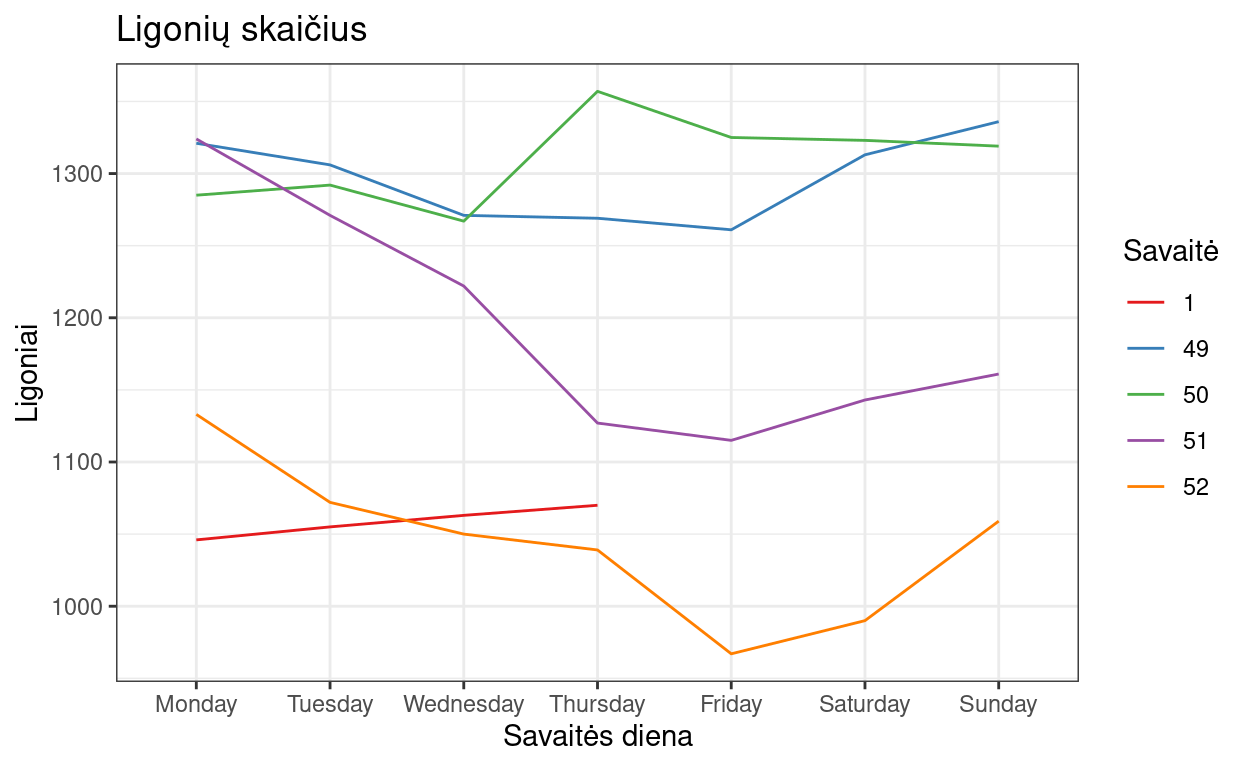 Ligonių skaičius
Ligoniai
1300
1200
1100
1000
Monday Tuesday Wednesday Thursday Friday Saturday Sunday
Savaitės diena
Savaitė
1
49
50
51
52